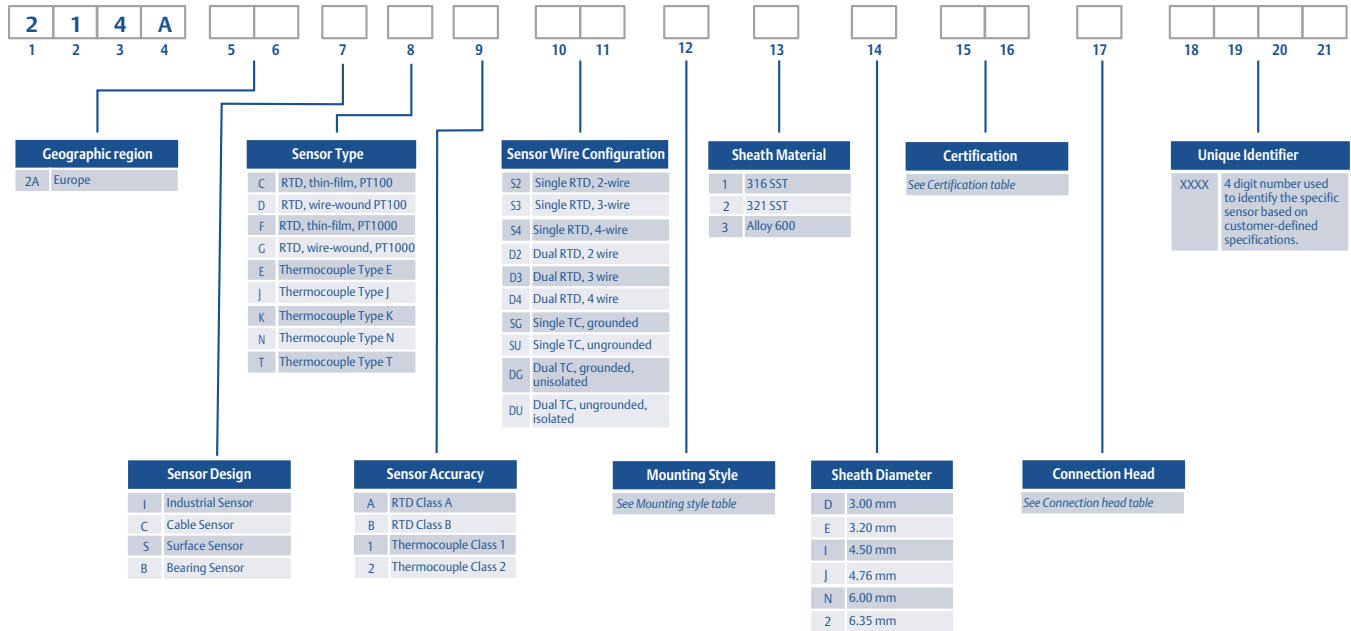 2 1 4 A
1 2 3 4 5 6 7 8 9 10 11 12 13 14 15 16 17 18 19 20 21
Geographic region
2A Europe
Sensor Type
C RTD, thin-film, PT100
D RTD, wire-wound PT100
F RTD, thin-film, PT1000
G RTD, wire-wound, PT1000
E Thermocouple Type E
J Thermocouple Type J
K Thermocouple Type K
N Thermocouple Type N
T Thermocouple Type T
Sensor Wire Configuration
S2 Single RTD, 2-wire
S3 Single RTD, 3-wire
S4 Single RTD, 4-wire
D2 Dual RTD, 2 wire
D3 Dual RTD, 3 wire
D4 Dual RTD, 4 wire
SG Single TC, grounded
SU Single TC, ungrounded
DG Dual TC, grounded,
unisolated
DU Dual TC, ungrounded,
isolated
Sheath Material
1 316 SST
2 321 SST
3 Alloy 600
Certification
See Certification table
Unique Identifier
XXXX 4 digit number used
to identify the specific
sensor based on
customer-defined
specifications.
Sensor Design
I Industrial Sensor
C Cable Sensor
S Surface Sensor
B Bearing Sensor
Sensor Accuracy
A RTD Class A
B RTD Class B
1 Thermocouple Class 1
2 Thermocouple Class 2
Mounting Style
See Mounting style table
Sheath Diameter
D 3.00 mm
E 3.20 mm
I 4.50 mm
J 4.76 mm
N 6.00 mm
2 6.35 mm
Connection Head
See Connection head table